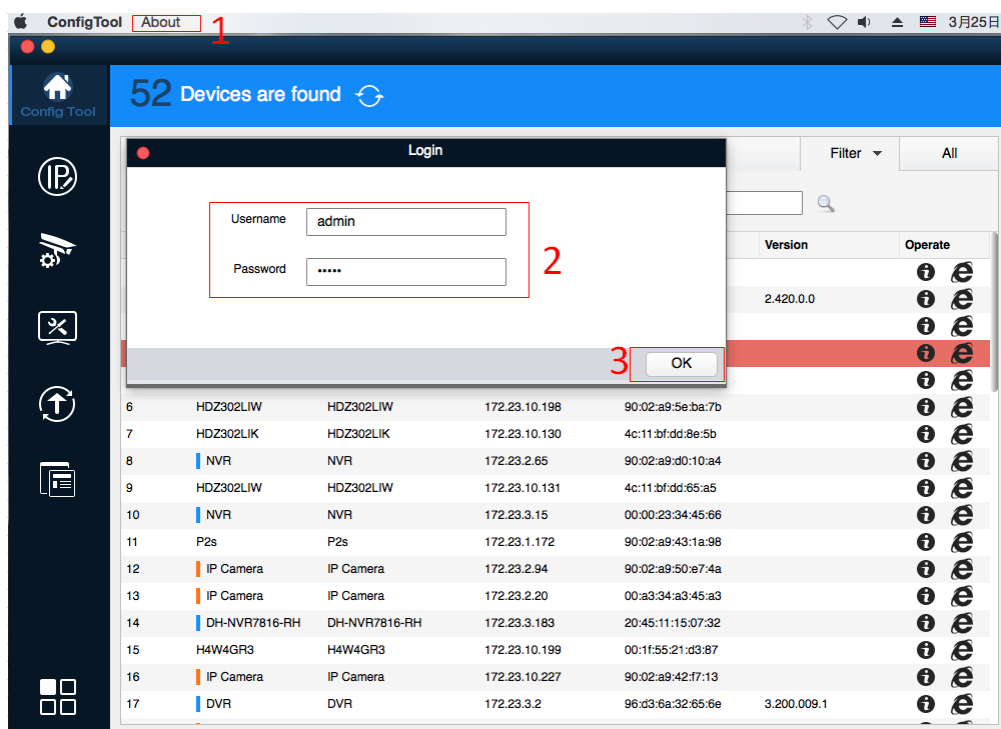 ConfigTool About 3月25日
1
Config Tool
52 Devices are found
Login
Filter All
Username admin
Password •••••
2
Version Operate
2.420.0.0
3
OK
6 HDZ302LIW HDZ302LIW 172.23.10.198 90:02:a9:5e:ba:7b
7 HDZ302LIK HDZ302LIK 172.23.10.130 4c:11:bf:dd:8e:5b
8 NVR NVR 172.23.2.65 90:02:a9:d0:10:a4
9 HDZ302LIW HDZ302LIW 172.23.10.131 4c:11:bf:dd:65:a5
10 NVR NVR 172.23.3.15 00:00:23:34:45:66
11 P2s P2s 172.23.1.172 90:02:a9:43:1a:98
12 IP Camera IP Camera 172.23.2.94 90:02:a9:50:e7:4a
13 IP Camera IP Camera 172.23.2.20 00:a3:34:a3:45:a3
14 DH-NVR7816-RH DH-NVR7816-RH 172.23.3.183 20:45:11:15:07:32
15 H4W4GR3 H4W4GR3 172.23.10.199 00:1f:55:21:d3:87
16 IP Camera IP Camera 172.23.10.227 90:02:a9:42:f7:13
17 DVR DVR 172.23.3.2 96:d3:6a:32:65:6e 3.200.009.1
IP